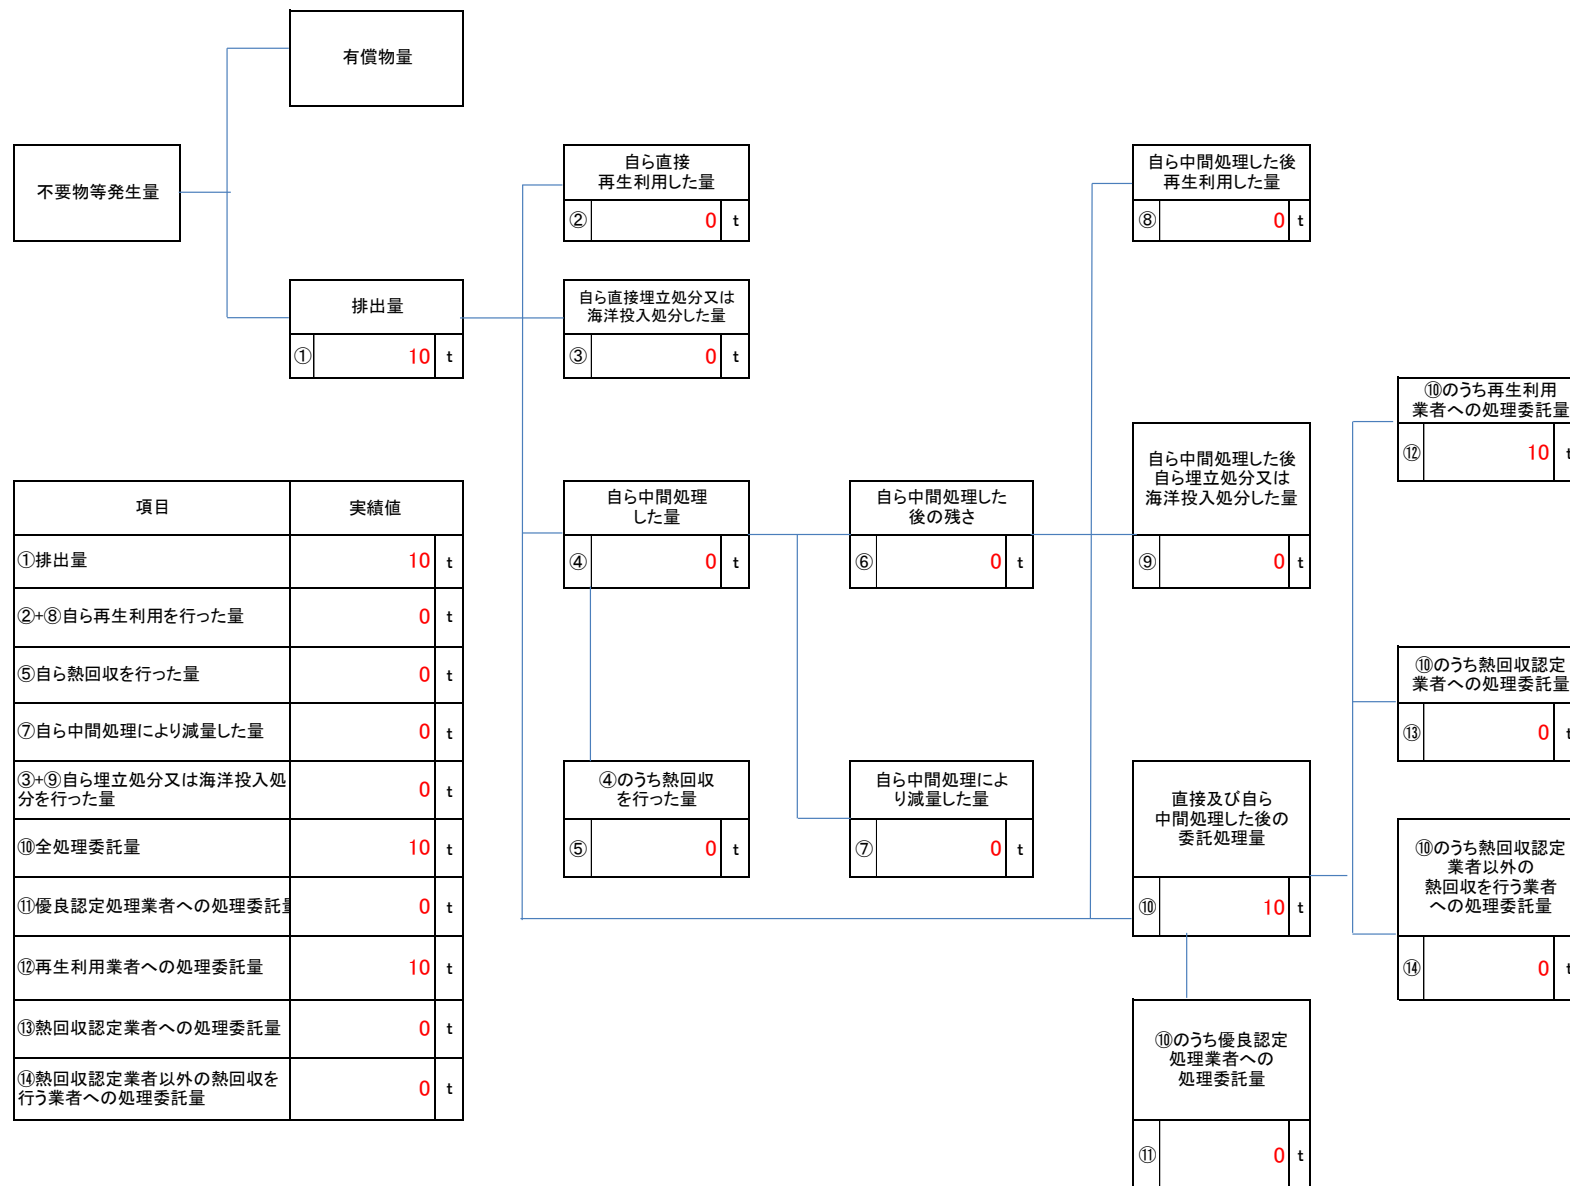 有償物量
不要物等発生量
排出量
① 10 t
自ら直接
再生利用した量
② 0 t
自ら直接埋立処分又は
海洋投入処分した量
③ 0 t
自ら中間処理した後
再生利用した量
⑧ 0 t
自ら中間処理
した量
④ 0 t
自ら中間処理した
後の残さ
⑥ 0 t
自ら中間処理した後
自ら埋立処分又は
海洋投入処分した量
⑨ 0 t
④のうち熱回収
を行った量
⑤ 0 t
自ら中間処理によ
り減量した量
⑦ 0 t
直接及び自ら
中間処理した後の
委託処理量
⑩ 10 t
⑩のうち優良認定
処理業者への
処理委託量
⑪ 0 t
⑩のうち再生利用
業者への処理委託量
⑫ 10 t
⑩のうち熱回収認定
業者への処理委託量
⑬ 0 t
⑩のうち熱回収認定
業者以外の
熱回収を行う業者
への処理委託量
⑭ 0 t
項目 実績値
①排出量 10 t
②+⑧自ら再生利用を行った量 0 t
⑤自ら熱回収を行った量 0 t
⑦自ら中間処理により減量した量 0 t
③+⑨自ら埋立処分又は海洋投入処
分を行った量 0 t
⑩全処理委託量 10 t
⑪優良認定処理業者への処理委託 0 t
⑫再生利用業者への処理委託量 10 t
⑬熱回収認定業者への処理委託量 0 t
⑭熱回収認定業者以外の熱回収を
行う業者への処理委託量 0 t